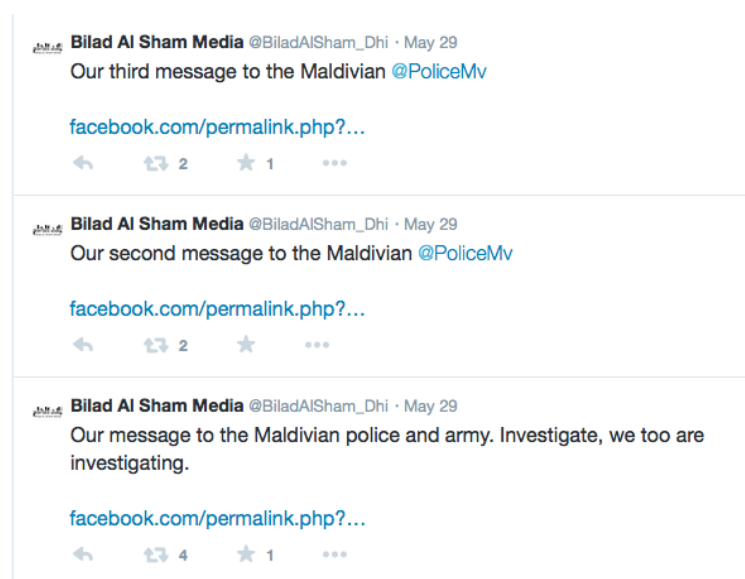 Bilad Al Sham Media @BiladAlSham_Dhi · May 29
Our third message to the Maldivian @PoliceMv
facebook.com/permalink.php?...
2 1
Bilad Al Sham Media @BiladAlSham_Dhi · May 29
Our second message to the Maldivian @PoliceMv
facebook.com/permalink.php?...
2
Bilad Al Sham Media @BiladAlSham_Dhi · May 29
Our message to the Maldivian police and army. Investigate, we too are
investigating.
facebook.com/permalink.php?...
4 1